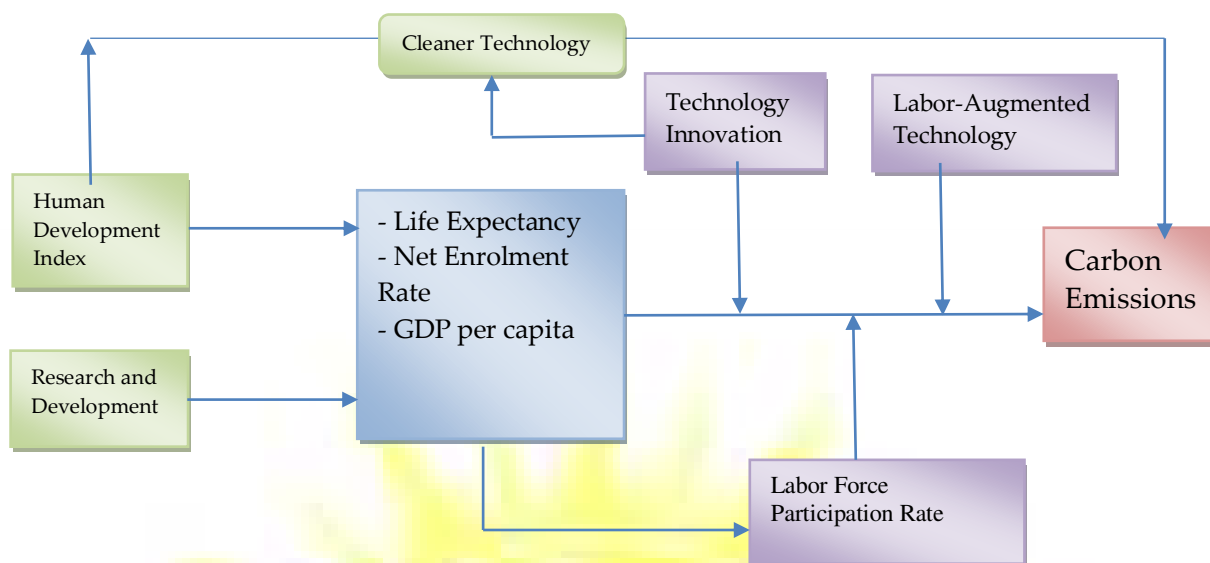 Cleaner Technology
Technology
Innovation
Labor-Augmented
Technology
Human
Development
Index
- Life Expectancy
- Net Enrolment
Rate
- GDP per capita
Carbon
Emissions
Research and
Development
Labor Force
Participation Rate